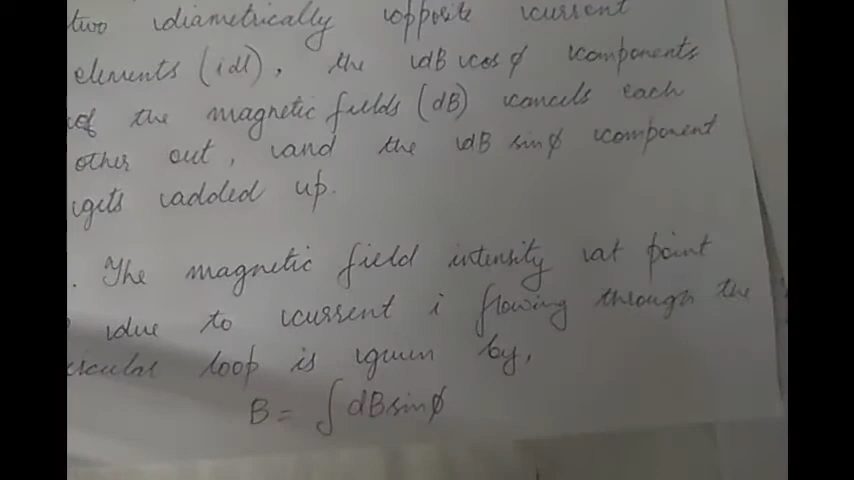 two diametrically opposite current
elements (idl), the dB cos φ components
of the magnetic fields (dB) cancels each
other out, and the dB sin φ component
gets added up.
. The magnetic field intensity at point
due to current i flowing through the
circular loop is given by,
B = ∫ dB sin φ